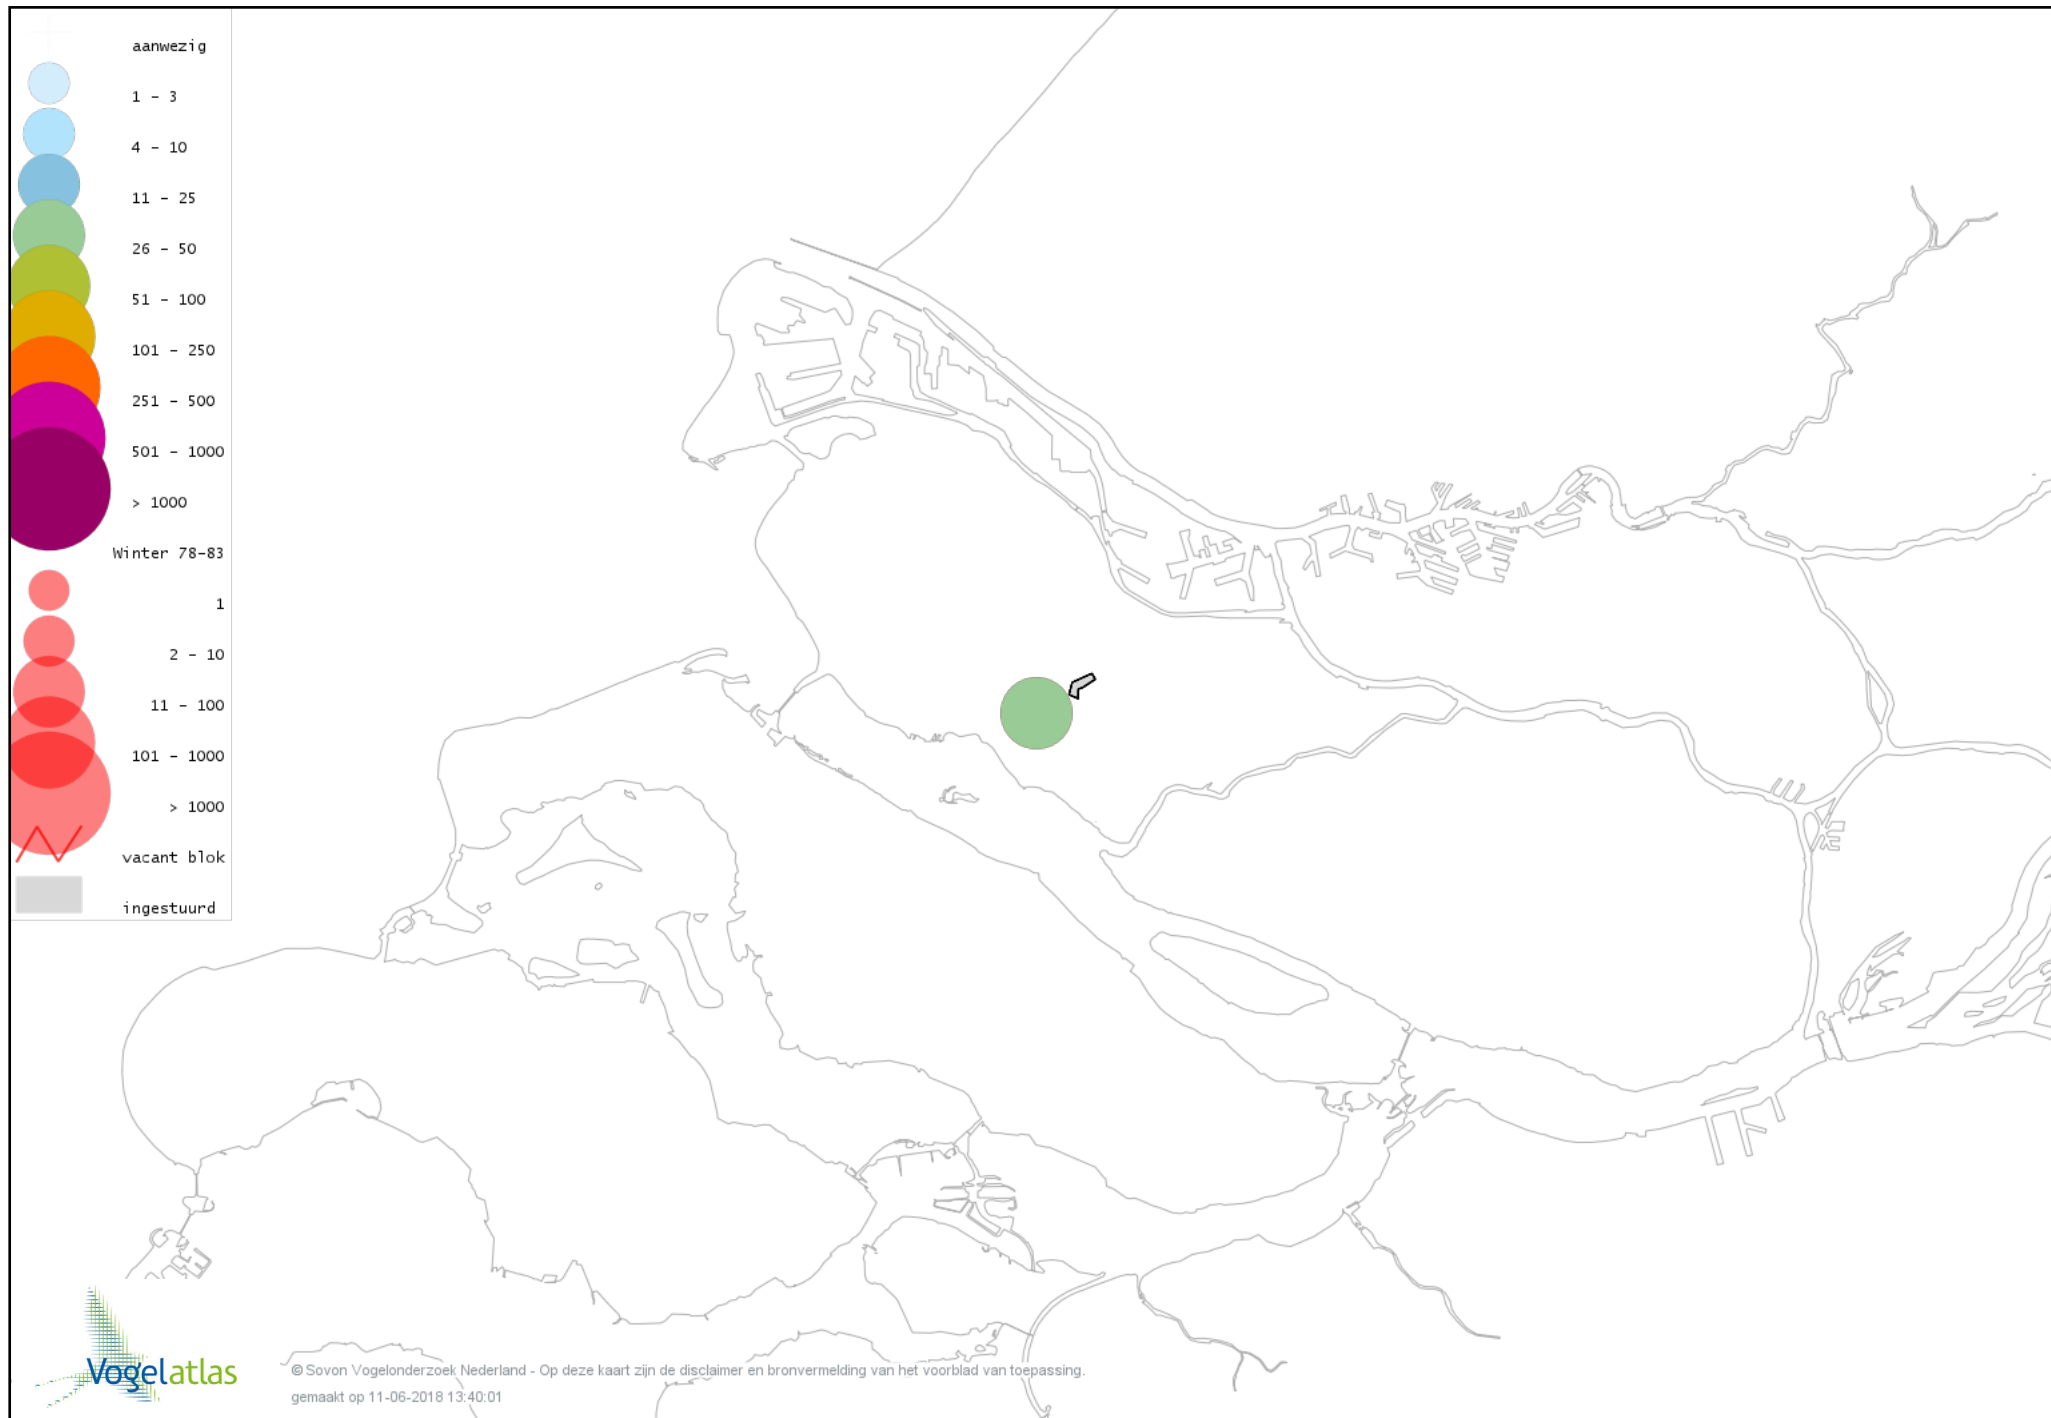 aanwezig
1 - 3
4 - 10
11 - 25
26 - 50
51 - 100
101 - 250
251 - 500
501 - 1000
> 1000
Winter 78-83
1
2 - 10
11 - 100
101 - 1000
> 1000
vacant blok
ingestuurd
Vogelatlas
© Sovon Vogelonderzoek Nederland - Op deze kaart zijn de disclaimer en bronvermelding van het voorblad van toepassing.
gemaakt op 11-06-2018 13:40:01